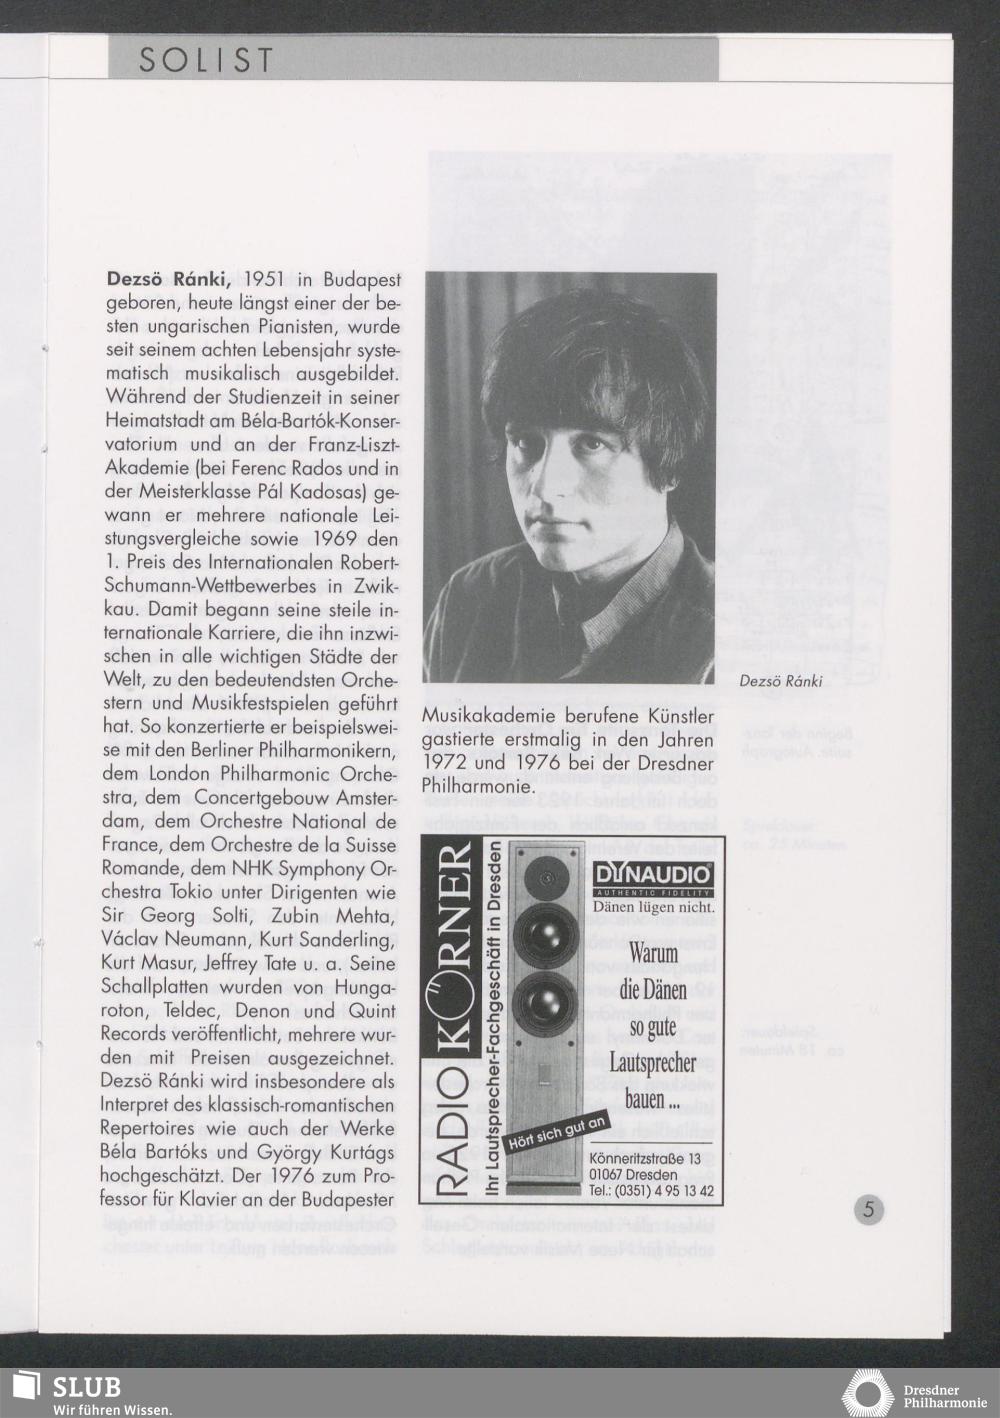 SOLIST
Dezsö Ránki, 1951 in Budapest
geboren, heute längst einer der be-
sten ungarischen Pianisten, wurde
seit seinem achten Lebensjahr syste-
matisch musikalisch ausgebildet.
Während der Studienzeit in seiner
Heimatstadt am Béla-Bartók-Konser-
vatorium und an der Franz-Liszt-
Akademie (bei Ferenc Rados und in
der Meisterklasse Pál Kadosas) ge-
wann er mehrere nationale Lei-
stungsvergleiche sowie 1969 den
1. Preis des Internationalen Robert-
Schumann-Wettbewerbes in Zwik-
kau. Damit begann seine steile in-
ternationale Karriere, die ihn inzwi-
schen in alle wichtigen Städte der
Welt, zu den bedeutendsten Orche-
stern und Musikfestspielen geführt
hat. So konzertierte er beispielswei-
se mit den Berliner Philharmonikern,
dem London Philharmonic Orche-
stra, dem Concertgebouw Amster-
dam, dem Orchestre National de
France, dem Orchestre de la Suisse
Romande, dem NHK Symphony Or-
chestra Tokio unter Dirigenten wie
Sir Georg Solti, Zubin Mehta,
Václav Neumann, Kurt Sanderling,
Kurt Masur, Jeffrey Tate u. a. Seine
Schallplatten wurden von Hunga-
roton, Teldec, Denon und Quint
Records veröffentlicht, mehrere wur-
den mit Preisen ausgezeichnet.
Dezsö Ránki wird insbesondere als
Interpret des klassisch-romantischen
Repertoires wie auch der Werke
Béla Bartóks und György Kurtágs
hochgeschätzt. Der 1976 zum Pro-
fessor für Klavier an der Budapester
Dezsö Ránki
Musikakademie berufene Künstler
gastierte erstmalig in den Jahren
1972 und 1976 bei der Dresdner
Philharmonie.
RADIO KÖRNER
Ihr Lautsprecher-Fachgeschäft in Dresden
Hört sich gut an
DYNAUDIO
AUTHENTIC FIDELITY
Dänen lügen nicht.
Warum
die Dänen
so gute
Lautsprecher
bauen ...
Könneritzstraße 13
01067 Dresden
Tel.: (0351) 4 95 13 42
5
SLUB
Wir führen Wissen.
Dresdner
Philharmonie